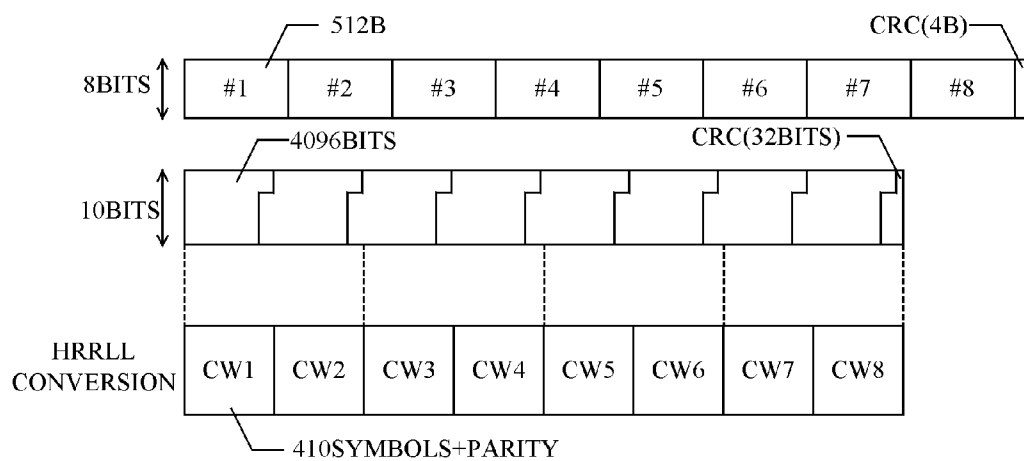 512B
CRC(4B)
8BITS
#1 #2 #3 #4 #5 #6 #7 #8
4096BITS
CRC(32BITS)
10BITS
HRRLL
CONVERSION
CW1 CW2 CW3 CW4 CW5 CW6 CW7 CW8
410SYMBOLS+PARITY